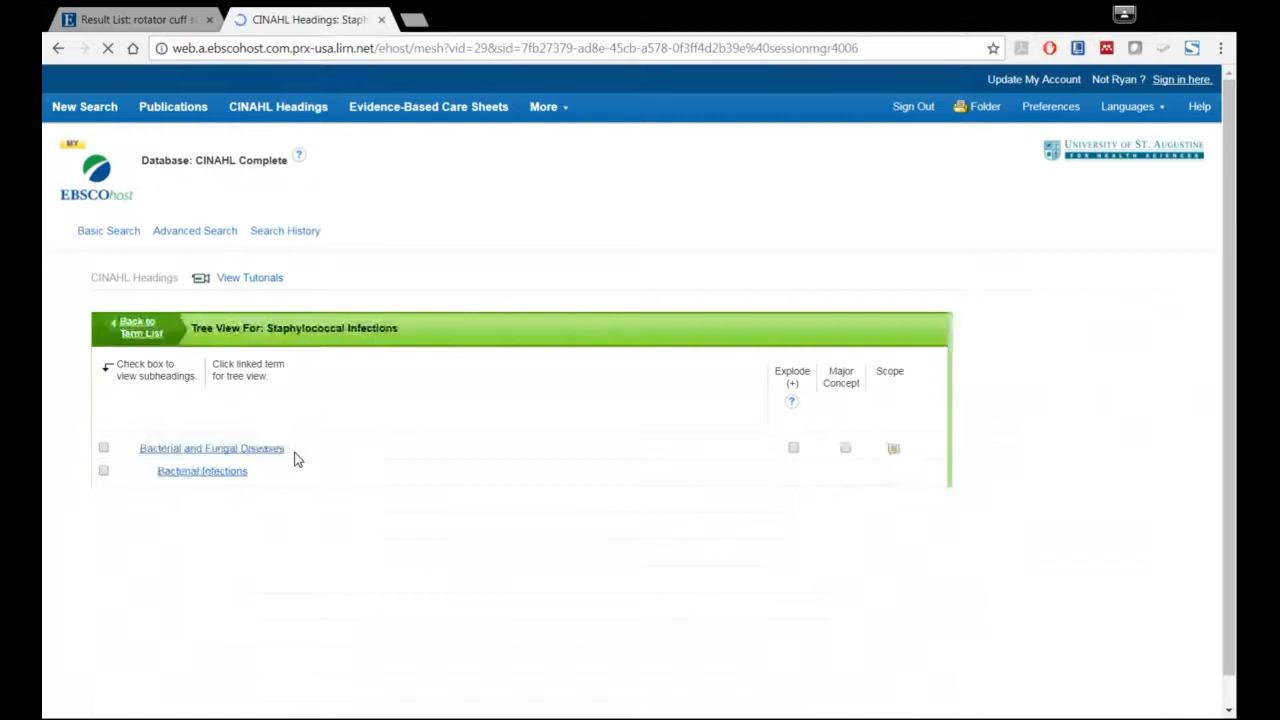 Result List: rotator cuff s
CINAHL Headings: Staph
web.a.ebscohost.com.prx-usa.lirn.net/ehost/mesh?vid=29&sid=7fb27379-ad8e-45cb-a578-0f3ff4d2b39e%40sessionmgr4006
Update My Account Not Ryan ? Sign in here.
New Search Publications CINAHL Headings Evidence-Based Care Sheets More Sign Out Folder Preferences Languages Help
MY
EBSCOhost
Database: CINAHL Complete ?
UNIVERSITY OF ST. AUGUSTINE
FOR HEALTH SCIENCES
Basic Search Advanced Search Search History
CINAHL Headings View Tutorials
Back to
Term List
Tree View For: Staphylococcal Infections
Check box to
view subheadings.
Click linked term
for tree view.
Explode
(+)
?
Major
Concept
Scope
Bacterial and Fungal Diseases
Bacterial Infections